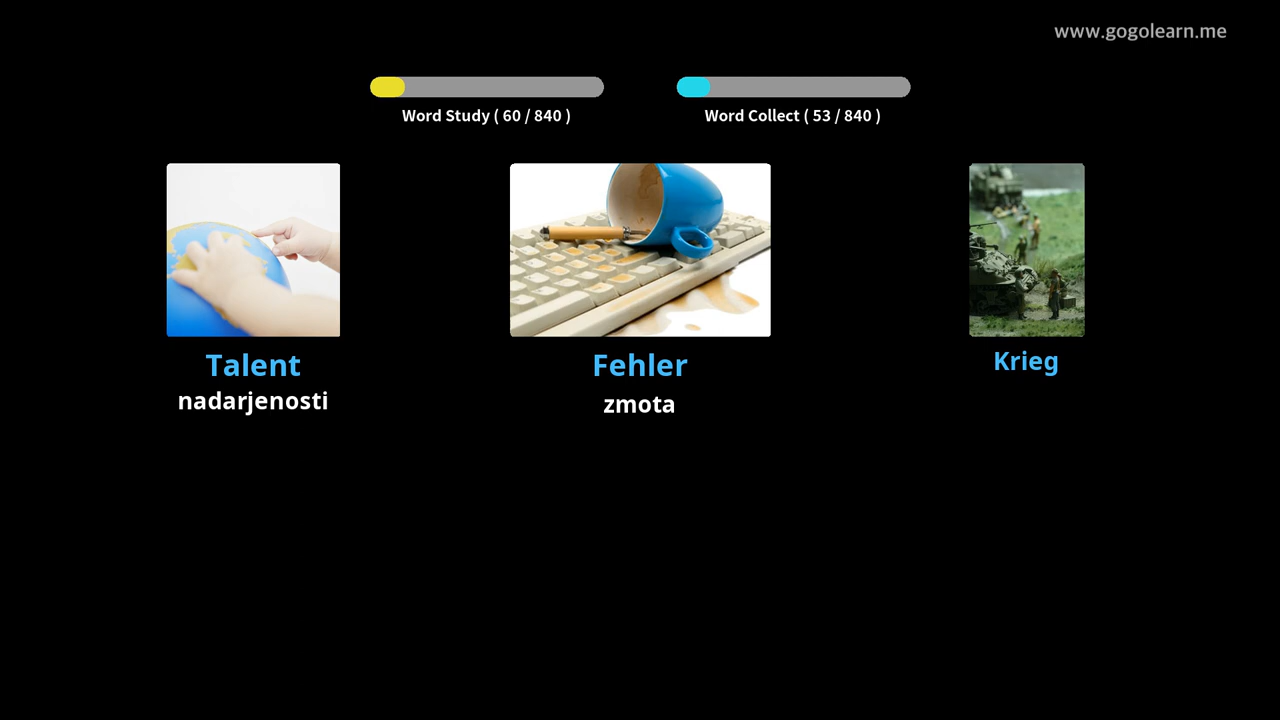 www.gogolearn.me
Word Study ( 60 / 840 )
Word Collect ( 53 / 840 )
Talent
nadarjenosti
Fehler
zmota
Krieg